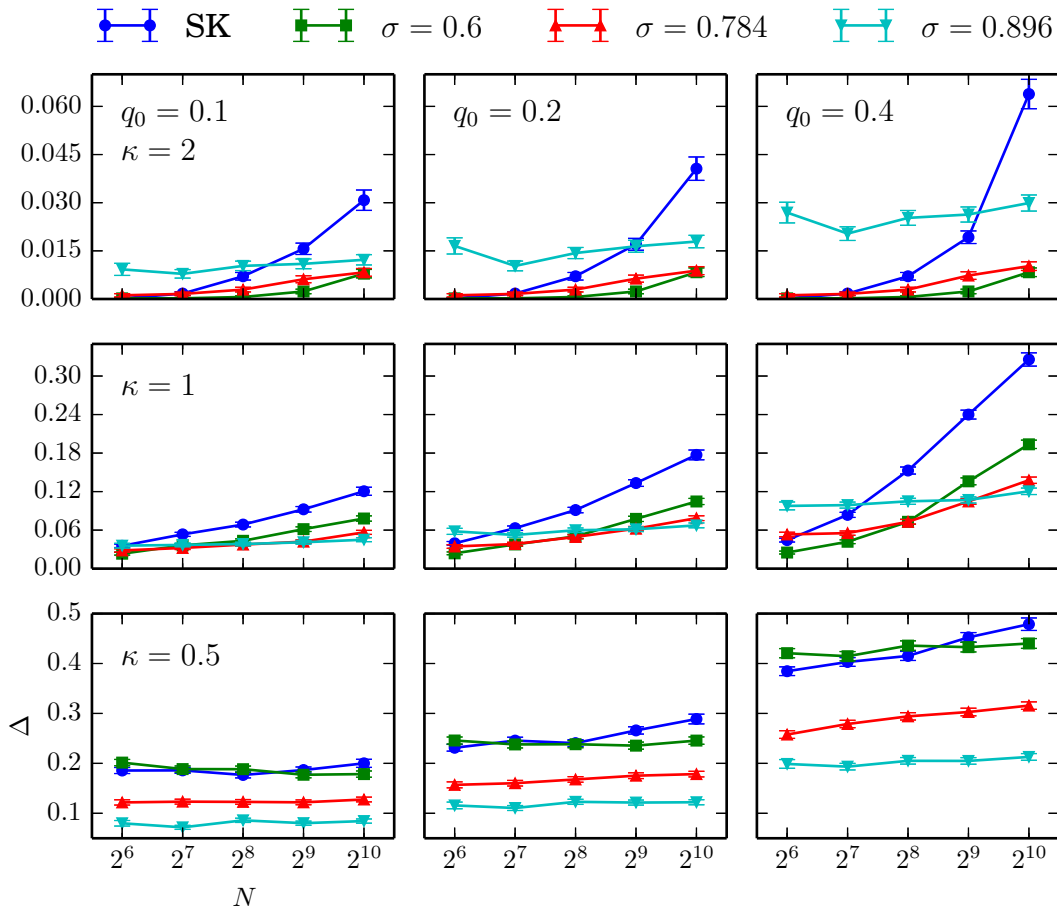 SK σ = 0.6 σ = 0.784 σ = 0.896
q₀ = 0.1 q₀ = 0.2 q₀ = 0.4
κ = 2
0.060
0.045
0.030
0.015
0.000
κ = 1
0.30
0.24
0.18
0.12
0.06
0.00
κ = 0.5
0.5
0.4
0.3
0.2
0.1
Δ
2⁶ 2⁷ 2⁸ 2⁹ 2¹⁰ 2⁶ 2⁷ 2⁸ 2⁹ 2¹⁰ 2⁶ 2⁷ 2⁸ 2⁹ 2¹⁰
N